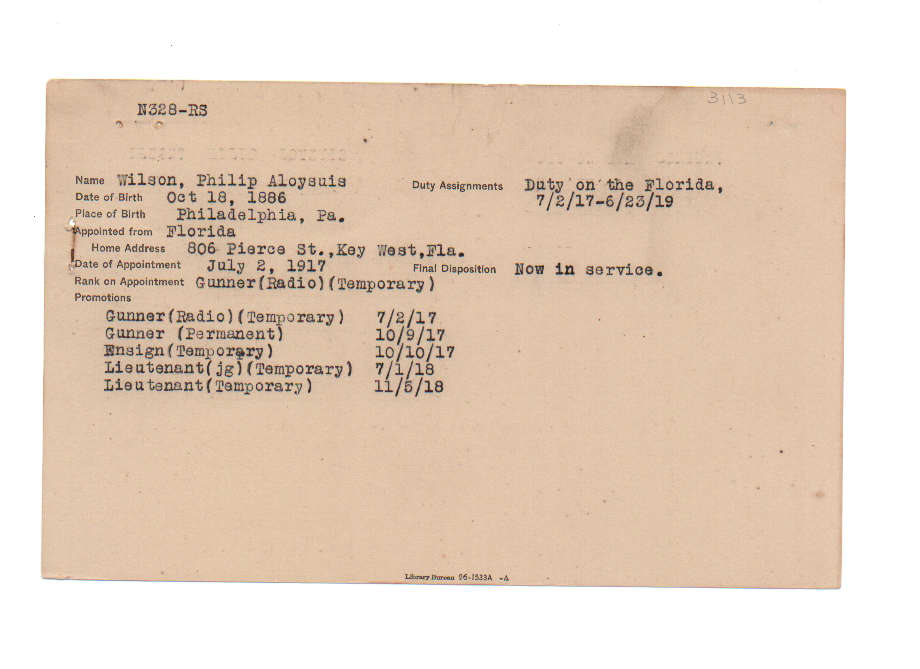 3113
N328-RS
Name Wilson, Philip Aloysuis
Date of Birth Oct 18, 1886
Place of Birth Philadelphia, Pa.
Appointed from Florida
Home Address 806 Pierce St.,Key West,Fla.
Date of Appointment July 2, 1917
Rank on Appointment Gunner(Radio)(Temporary)
Promotions
Gunner(Radio)(Temporary) 7/2/17
Gunner (Permanent) 10/9/17
Ensign(Temporary) 10/10/17
Lieutenant(jg)(Temporary) 7/1/18
Lieutenant(Temporary) 11/5/18
Duty Assignments Duty on the Florida,
7/2/17-6/23/19
Final Disposition Now in service.
Library Bureau 96-1533A -A